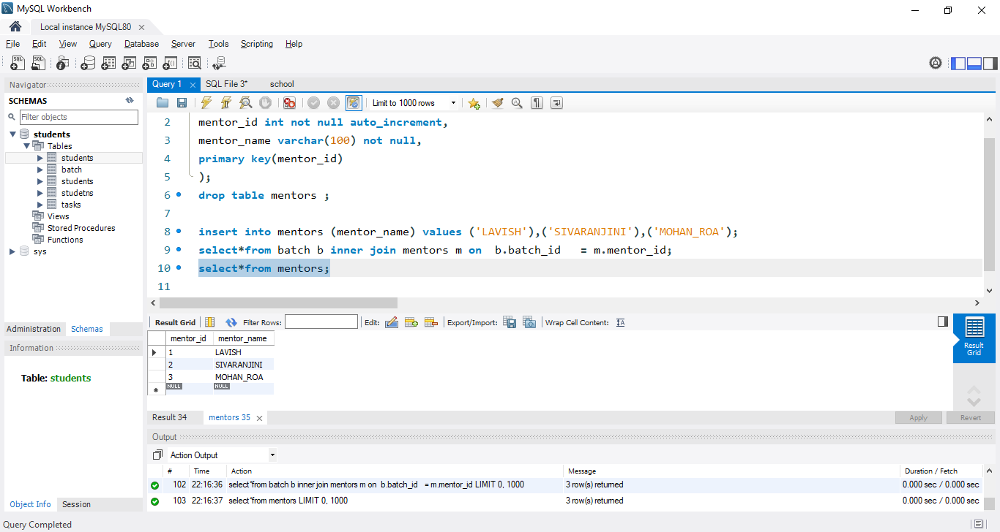 MySQL Workbench
Local instance MySQL80
File Edit View Query Database Server Tools Scripting Help
Navigator
SCHEMAS
Filter objects
students
Tables
students
batch
students
studetns
tasks
Views
Stored Procedures
Functions
sys
Administration Schemas
Information
Table: students
Object Info Session
Query 1 SQL File 3* school
Limit to 1000 rows
2 mentor_id int not null auto_increment,
3 mentor_name varchar(100) not null,
4 primary key(mentor_id)
5 );
6 drop table mentors ;
7
8 insert into mentors (mentor_name) values ('LAVISH'),('SIVARANJINI'),('MOHAN_ROA');
9 select*from batch b inner join mentors m on  b.batch_id   = m.mentor_id;
10 select*from mentors;
11
Result Grid Filter Rows: Edit: Export/Import: Wrap Cell Content:
mentor_id mentor_name
1 LAVISH
2 SIVARANJINI
3 MOHAN_ROA
NULL NULL
Result Grid
Result 34 mentors 35 Apply Revert
Output
Action Output
# Time Action Message Duration / Fetch
102 22:16:36 select*from batch b inner join mentors m on  b.batch_id   = m.mentor_id LIMIT 0, 1000 3 row(s) returned 0.000 sec / 0.000 sec
103 22:16:37 select*from mentors LIMIT 0, 1000 3 row(s) returned 0.000 sec / 0.000 sec
Query Completed